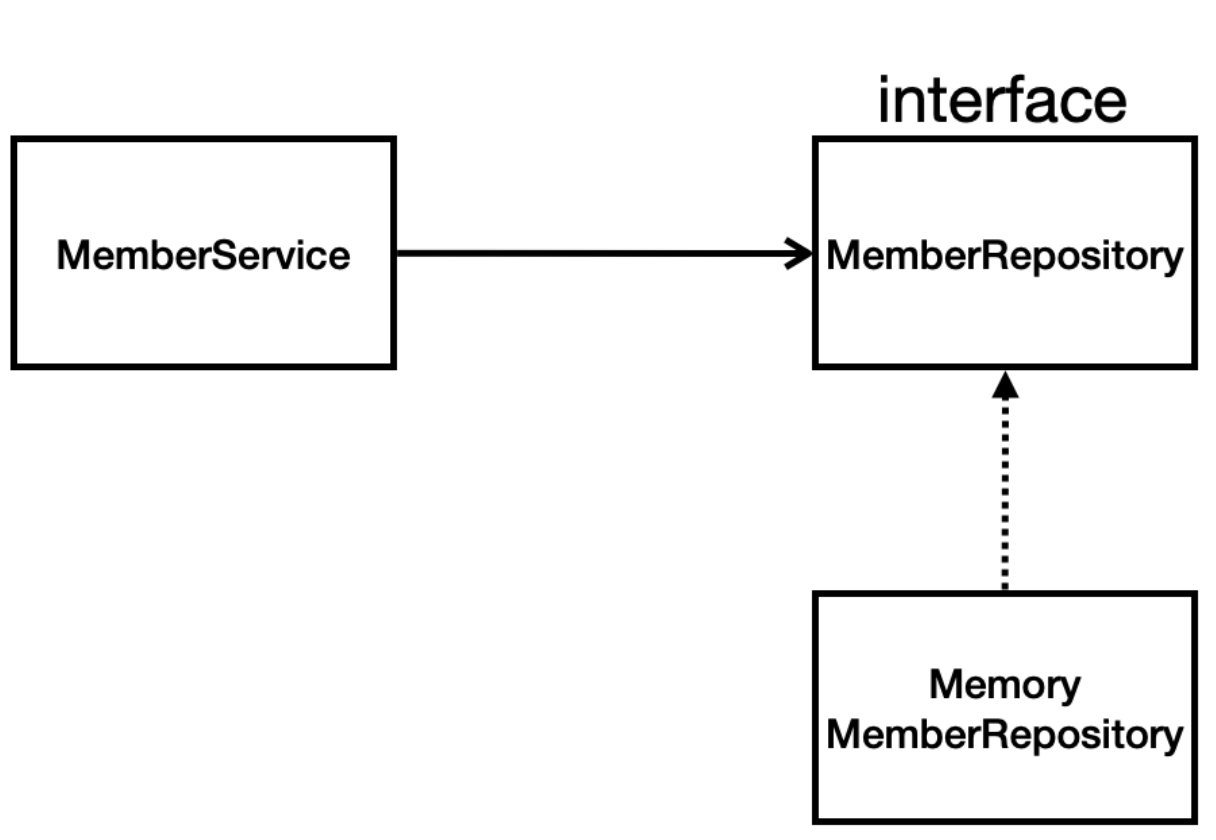 interface
MemberService
MemberRepository
Memory
MemberRepository